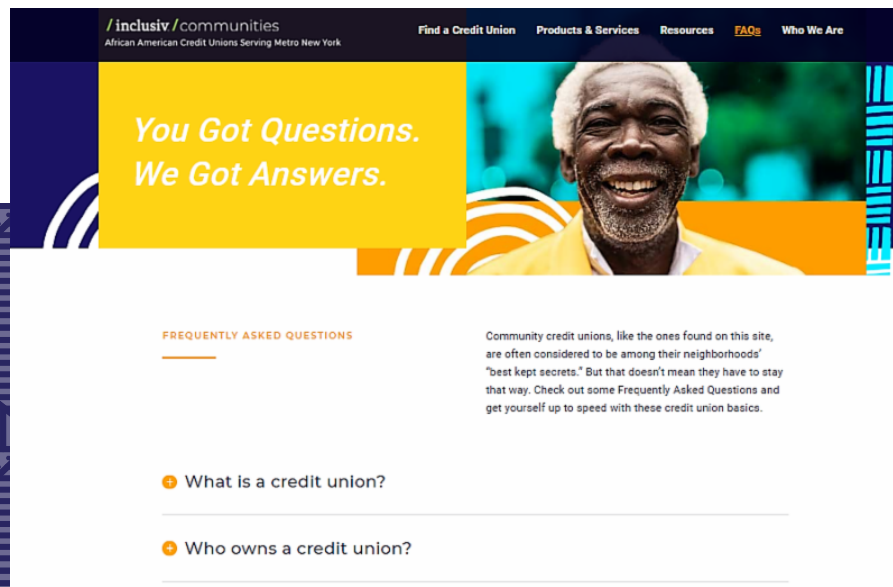 /inclusiv/communities
African American Credit Unions Serving Metro New York
Find a Credit Union Products & Services Resources FAQs Who We Are
You Got Questions.
We Got Answers.
FREQUENTLY ASKED QUESTIONS
Community credit unions, like the ones found on this site,
are often considered to be among their neighborhoods’
“best kept secrets.” But that doesn’t mean they have to stay
that way. Check out some Frequently Asked Questions and
get yourself up to speed with these credit union basics.
What is a credit union?
Who owns a credit union?